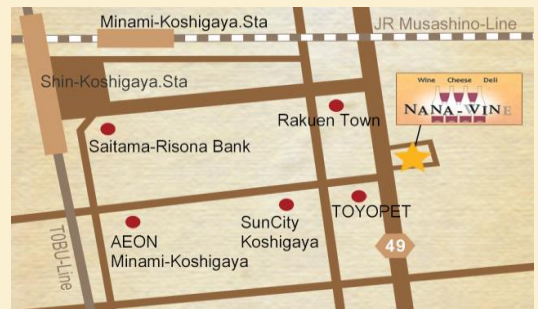 Minami-Koshigaya.Sta
JR Musashino-Line
Shin-Koshigaya.Sta
Wine Cheese Deli
NANA-WINE
Rakuen Town
Saitama-Risona Bank
TOYOPET
SunCity
Koshigaya
AEON
Minami-Koshigaya
TOBU-Line
49